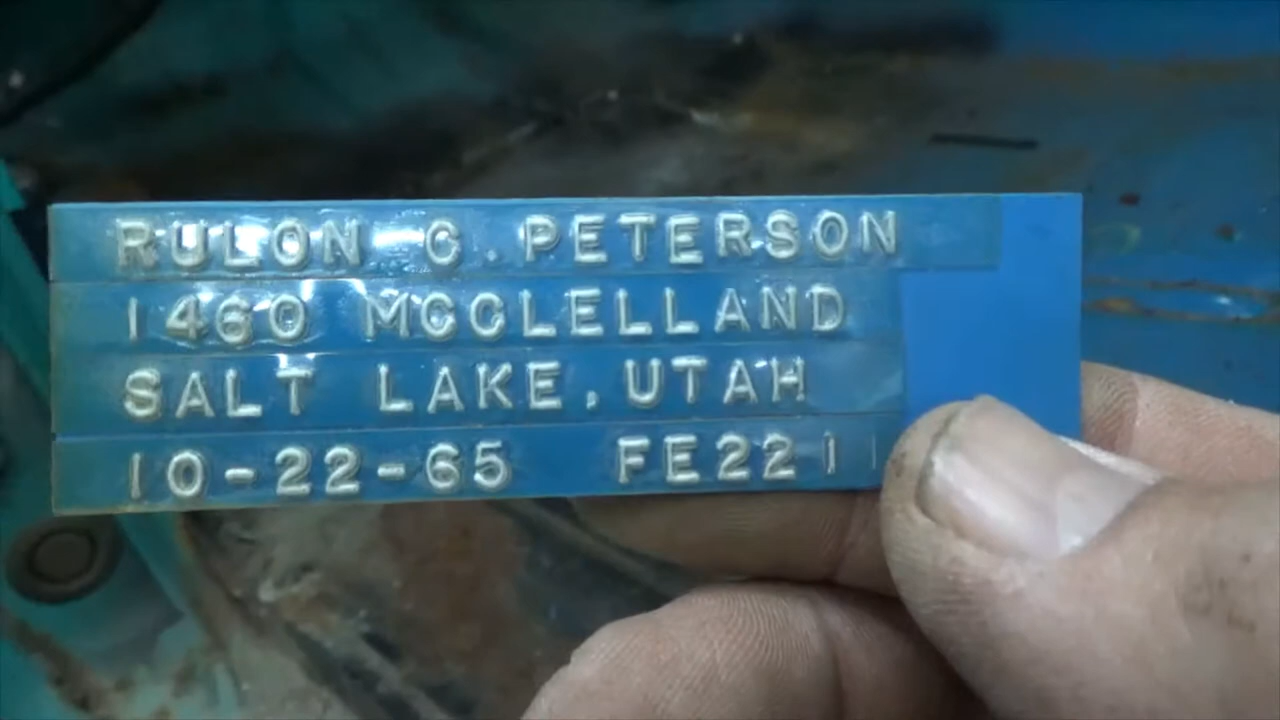 RULON C. PETERSON
1460 MCCLELLAND
SALT LAKE, UTAH
10-22-65 FE221